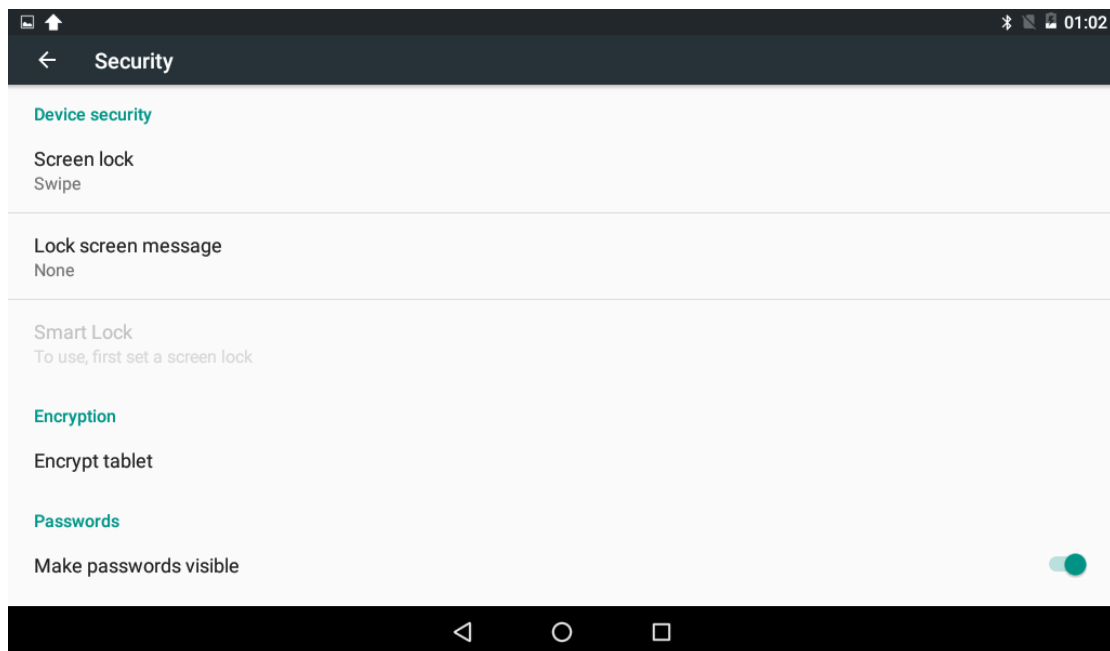 01:02
Security
Device security
Screen lock
Swipe
Lock screen message
None
Smart Lock
To use, first set a screen lock
Encryption
Encrypt tablet
Passwords
Make passwords visible